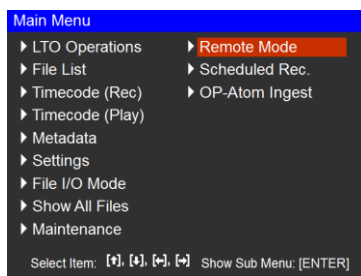 Main Menu
LTO Operations
File List
Timecode (Rec)
Timecode (Play)
Metadata
Settings
File I/O Mode
Show All Files
Maintenance
Remote Mode
Scheduled Rec.
OP-Atom Ingest
Select Item: [↑], [↓], [←], [→] Show Sub Menu: [ENTER]